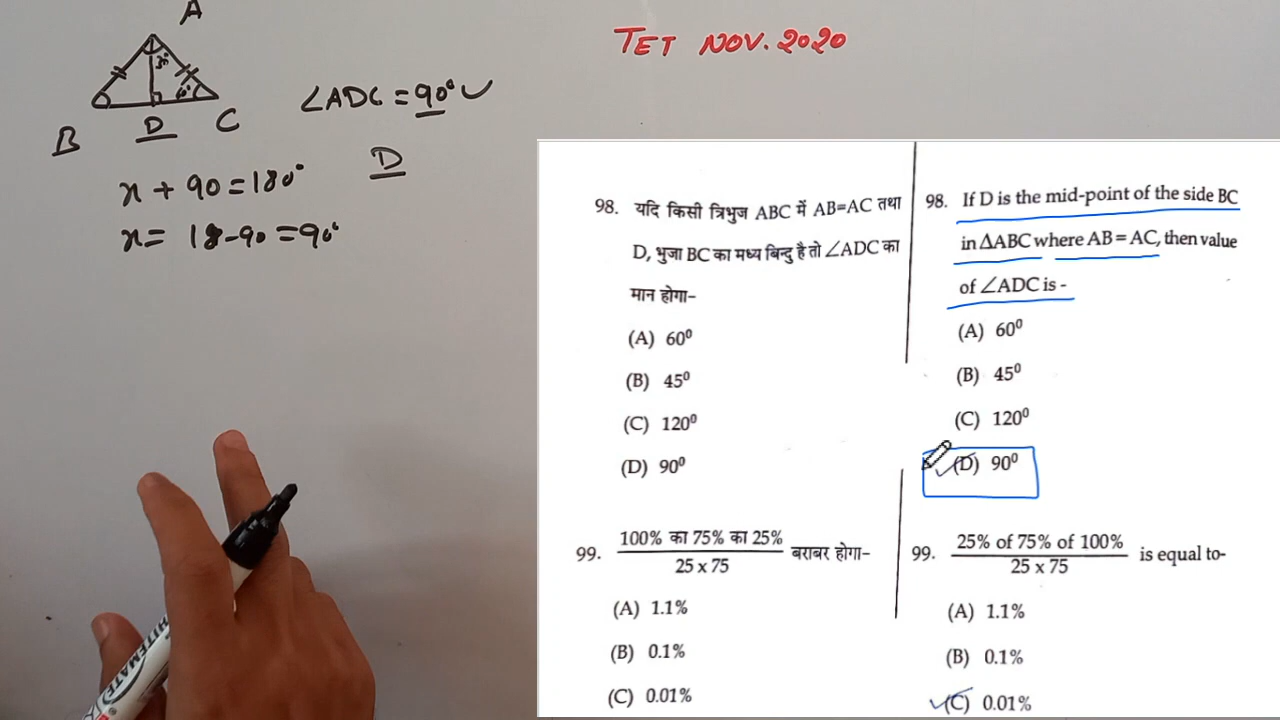 TET NOV. 2020
A
30°
60°
B D C
∠ADC = 90°
D
x + 90 = 180°
x = 18-90 = 90°
98. यदि किसी त्रिभुज ABC में AB=AC तथा
D, भुजा BC का मध्य बिन्दु है तो ∠ADC का
मान होगा–
(A) 60⁰
(B) 45⁰
(C) 120⁰
(D) 90⁰
99. 100% का 75% का 25%
25 x 75
बराबर होगा–
(A) 1.1%
(B) 0.1%
(C) 0.01%
98. If D is the mid-point of the side BC
in ΔABC where AB = AC, then value
of ∠ADC is -
(A) 60⁰
(B) 45⁰
(C) 120⁰
(D) 90⁰
99. 25% of 75% of 100%
25 x 75
is equal to-
(A) 1.1%
(B) 0.1%
(C) 0.01%
HITEMATE